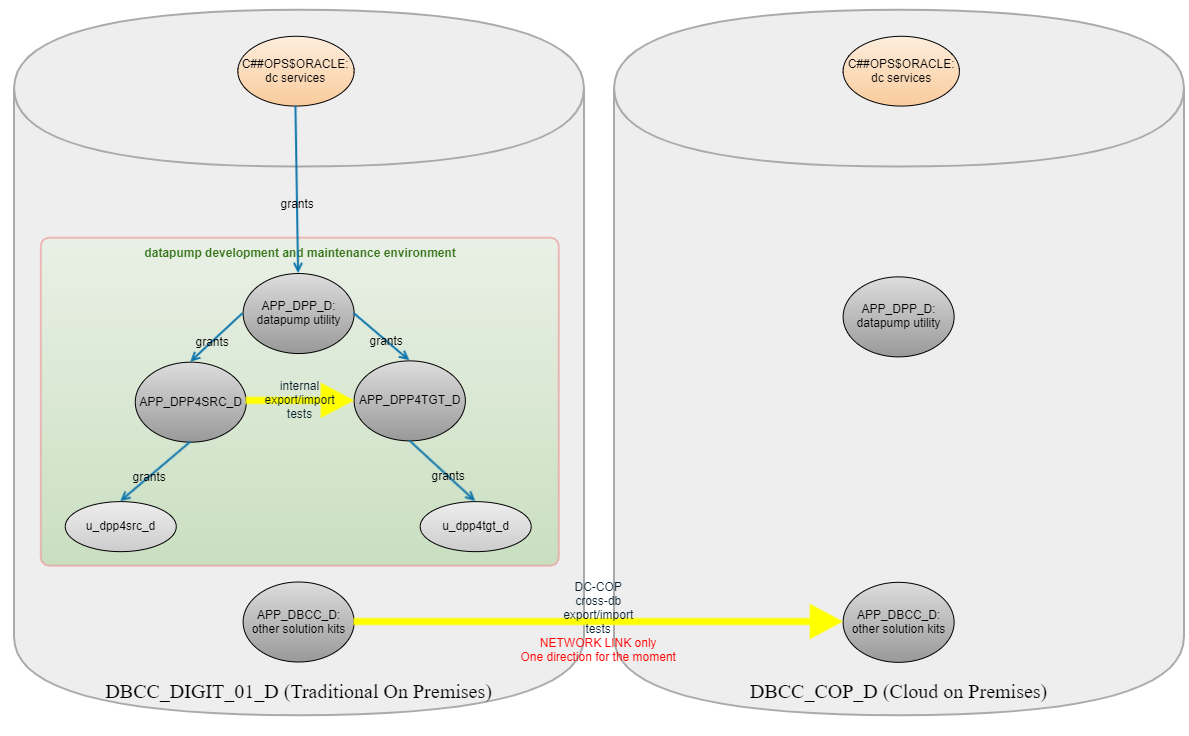 C##OPS$ORACLE:
dc services
C##OPS$ORACLE:
dc services
grants
datapump development and maintenance environment
APP_DPP_D:
datapump utility
APP_DPP_D:
datapump utility
grants
grants
APP_DPP4SRC_D
internal
export/import
tests
APP_DPP4TGT_D
grants
grants
u_dpp4src_d
u_dpp4tgt_d
APP_DBCC_D:
other solution kits
DC-COP
cross-db
export/import
tests
NETWORK LINK only
One direction for the moment
APP_DBCC_D:
other solution kits
DBCC_DIGIT_01_D (Traditional On Premises)
DBCC_COP_D (Cloud on Premises)